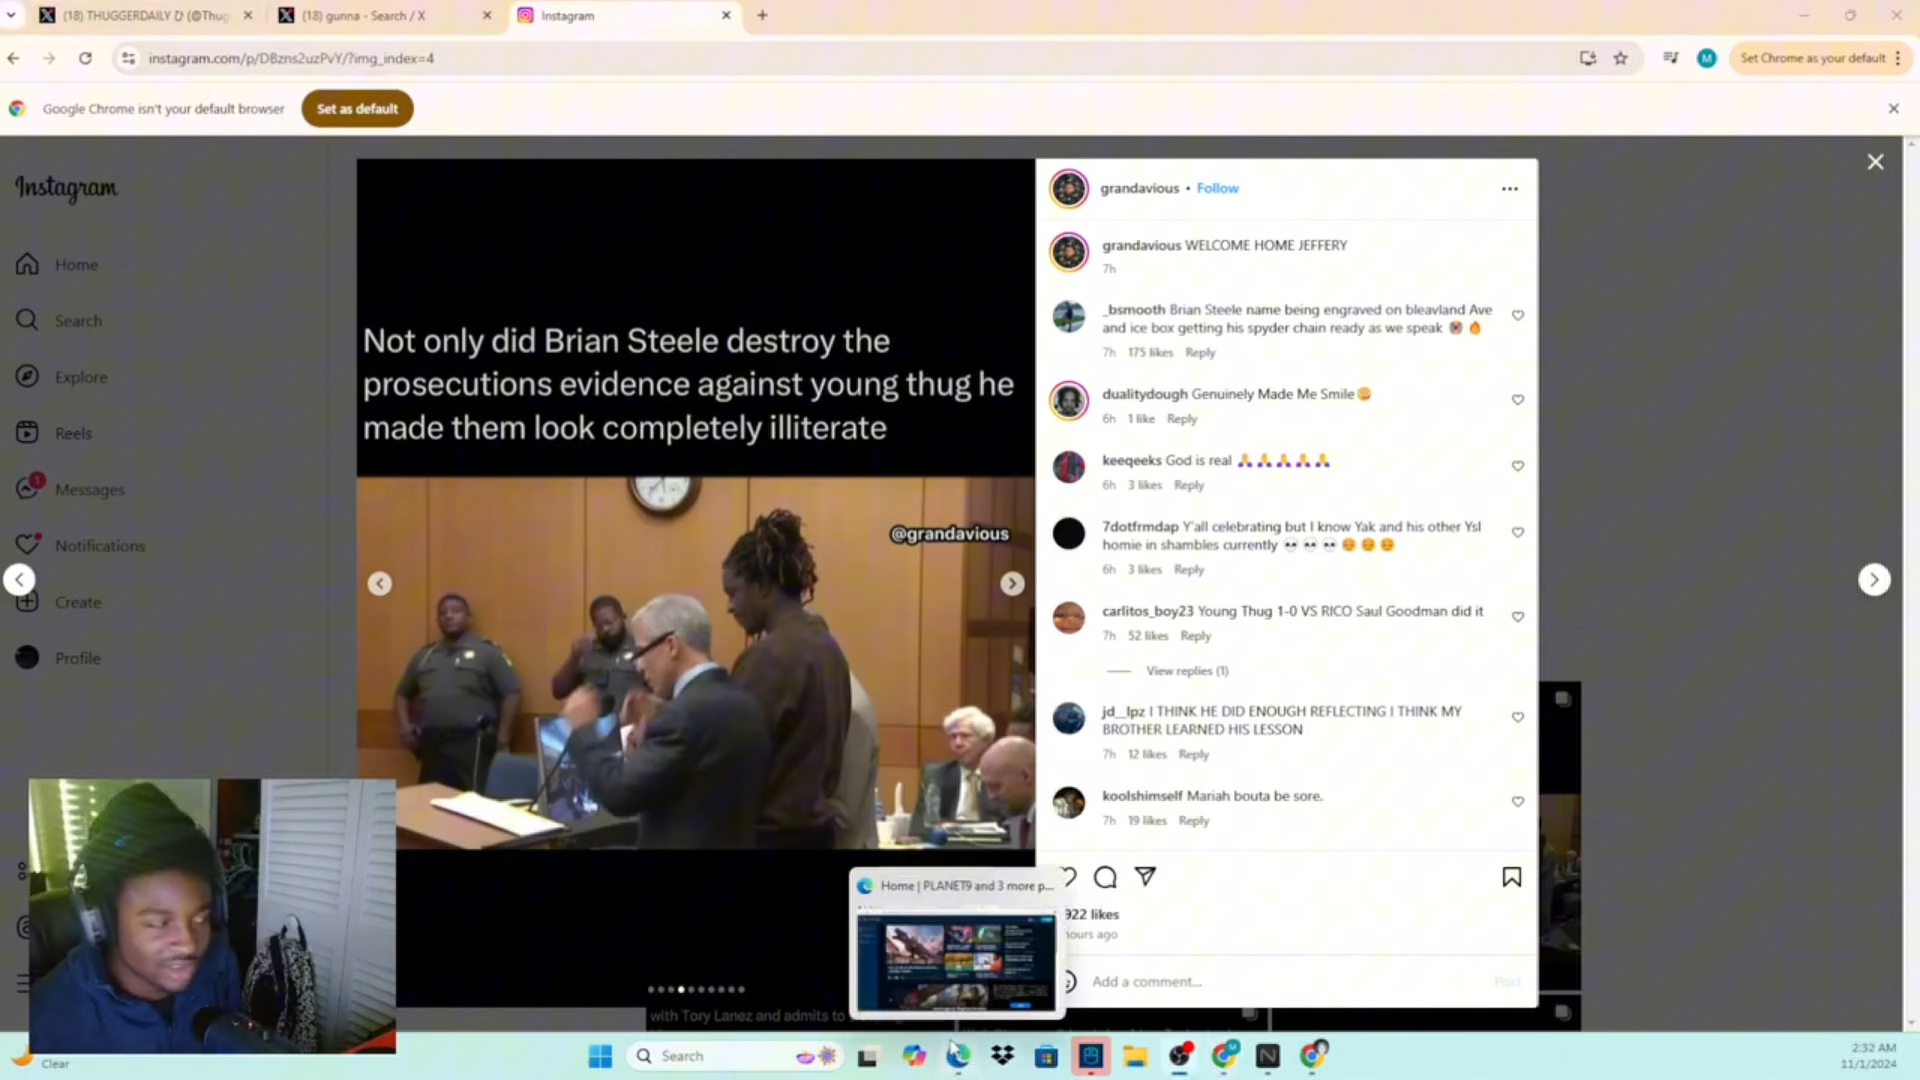 (18) THUGGERDAILY ひ (@Thug
(18) gunna - Search / X
Instagram
instagram.com/p/DBzns2uzPvY/?img_index=4
M
Set Chrome as your default
Google Chrome isn't your default browser
Set as default
Instagram
Home
Search
Explore
Reels
1
Messages
Notifications
Create
Profile
Not only did Brian Steele destroy the
prosecutions evidence against young thug he
made them look completely illiterate
@grandavious
grandavious • Follow
grandavious WELCOME HOME JEFFERY
7h
_bsmooth Brian Steele name being engraved on bleavland Ave
and ice box getting his spyder chain ready as we speak
7h 175 likes Reply
dualitydough Genuinely Made Me Smile
6h 1 like Reply
keeqeeks God is real 🙏🙏🙏🙏🙏
6h 3 likes Reply
7dotfrmdap Y'all celebrating but I know Yak and his other Ysl
homie in shambles currently
6h 3 likes Reply
carlitos_boy23 Young Thug 1-0 VS RICO Saul Goodman did it
7h 52 likes Reply
View replies (1)
jd__lpz I THINK HE DID ENOUGH REFLECTING I THINK MY
BROTHER LEARNED HIS LESSON
7h 12 likes Reply
koolshimself Mariah bouta be sore.
7h 19 likes Reply
922 likes
hours ago
Add a comment...
Post
Home | PLANET9 and 3 more p...
with Tory Lanez and admits to
Clear
Search
2:32 AM
11/1/2024